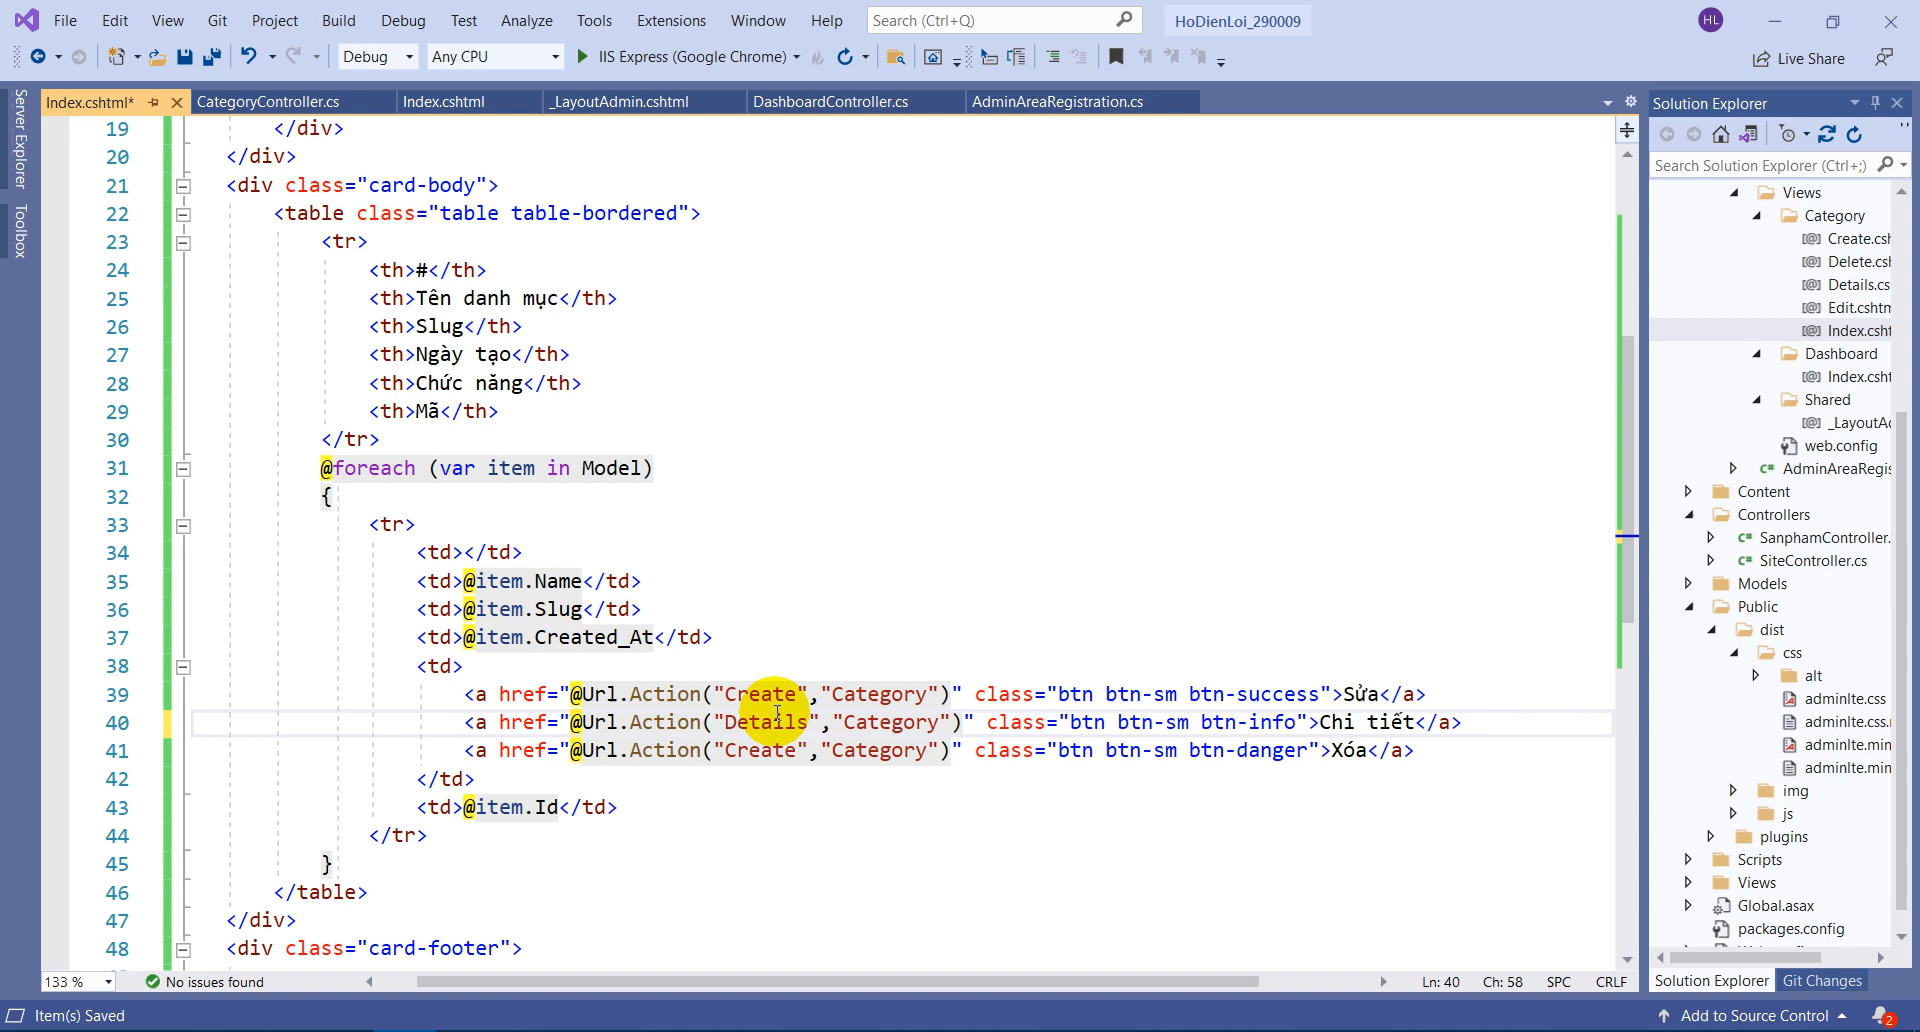 File Edit View Git Project Build Debug Test Analyze Tools Extensions Window Help Search (Ctrl+Q) HoDienLoi_290009 HL
Debug Any CPU IIS Express (Google Chrome) Live Share
Server Explorer
Toolbox
Index.cshtml* CategoryController.cs Index.cshtml _LayoutAdmin.cshtml DashboardController.cs AdminAreaRegistration.cs
19 </div>
20 </div>
21 <div class="card-body">
22 <table class="table table-bordered">
23 <tr>
24 <th>#</th>
25 <th>Tên danh mục</th>
26 <th>Slug</th>
27 <th>Ngày tạo</th>
28 <th>Chức năng</th>
29 <th>Mã</th>
30 </tr>
31 @foreach (var item in Model)
32 {
33 <tr>
34 <td></td>
35 <td>@item.Name</td>
36 <td>@item.Slug</td>
37 <td>@item.Created_At</td>
38 <td>
39 <a href="@Url.Action("Create","Category")" class="btn btn-sm btn-success">Sửa</a>
40 <a href="@Url.Action("Details","Category")" class="btn btn-sm btn-info">Chi tiết</a>
41 <a href="@Url.Action("Create","Category")" class="btn btn-sm btn-danger">Xóa</a>
42 </td>
43 <td>@item.Id</td>
44 </tr>
45 }
46 </table>
47 </div>
48 <div class="card-footer">
133 % No issues found Ln: 40 Ch: 58 SPC CRLF
Solution Explorer
Search Solution Explorer (Ctrl+;)
Views
Category
Create.csh
Delete.csh
Details.cs
Edit.cshtm
Index.csht
Dashboard
Index.csht
Shared
_LayoutA
web.config
AdminAreaRegis
Content
Controllers
SanphamController.
SiteController.cs
Models
Public
dist
css
alt
adminlte.css
adminlte.css.
adminlte.min
adminlte.min
img
js
plugins
Scripts
Views
Global.asax
packages.config
Solution Explorer Git Changes
Item(s) Saved Add to Source Control 2